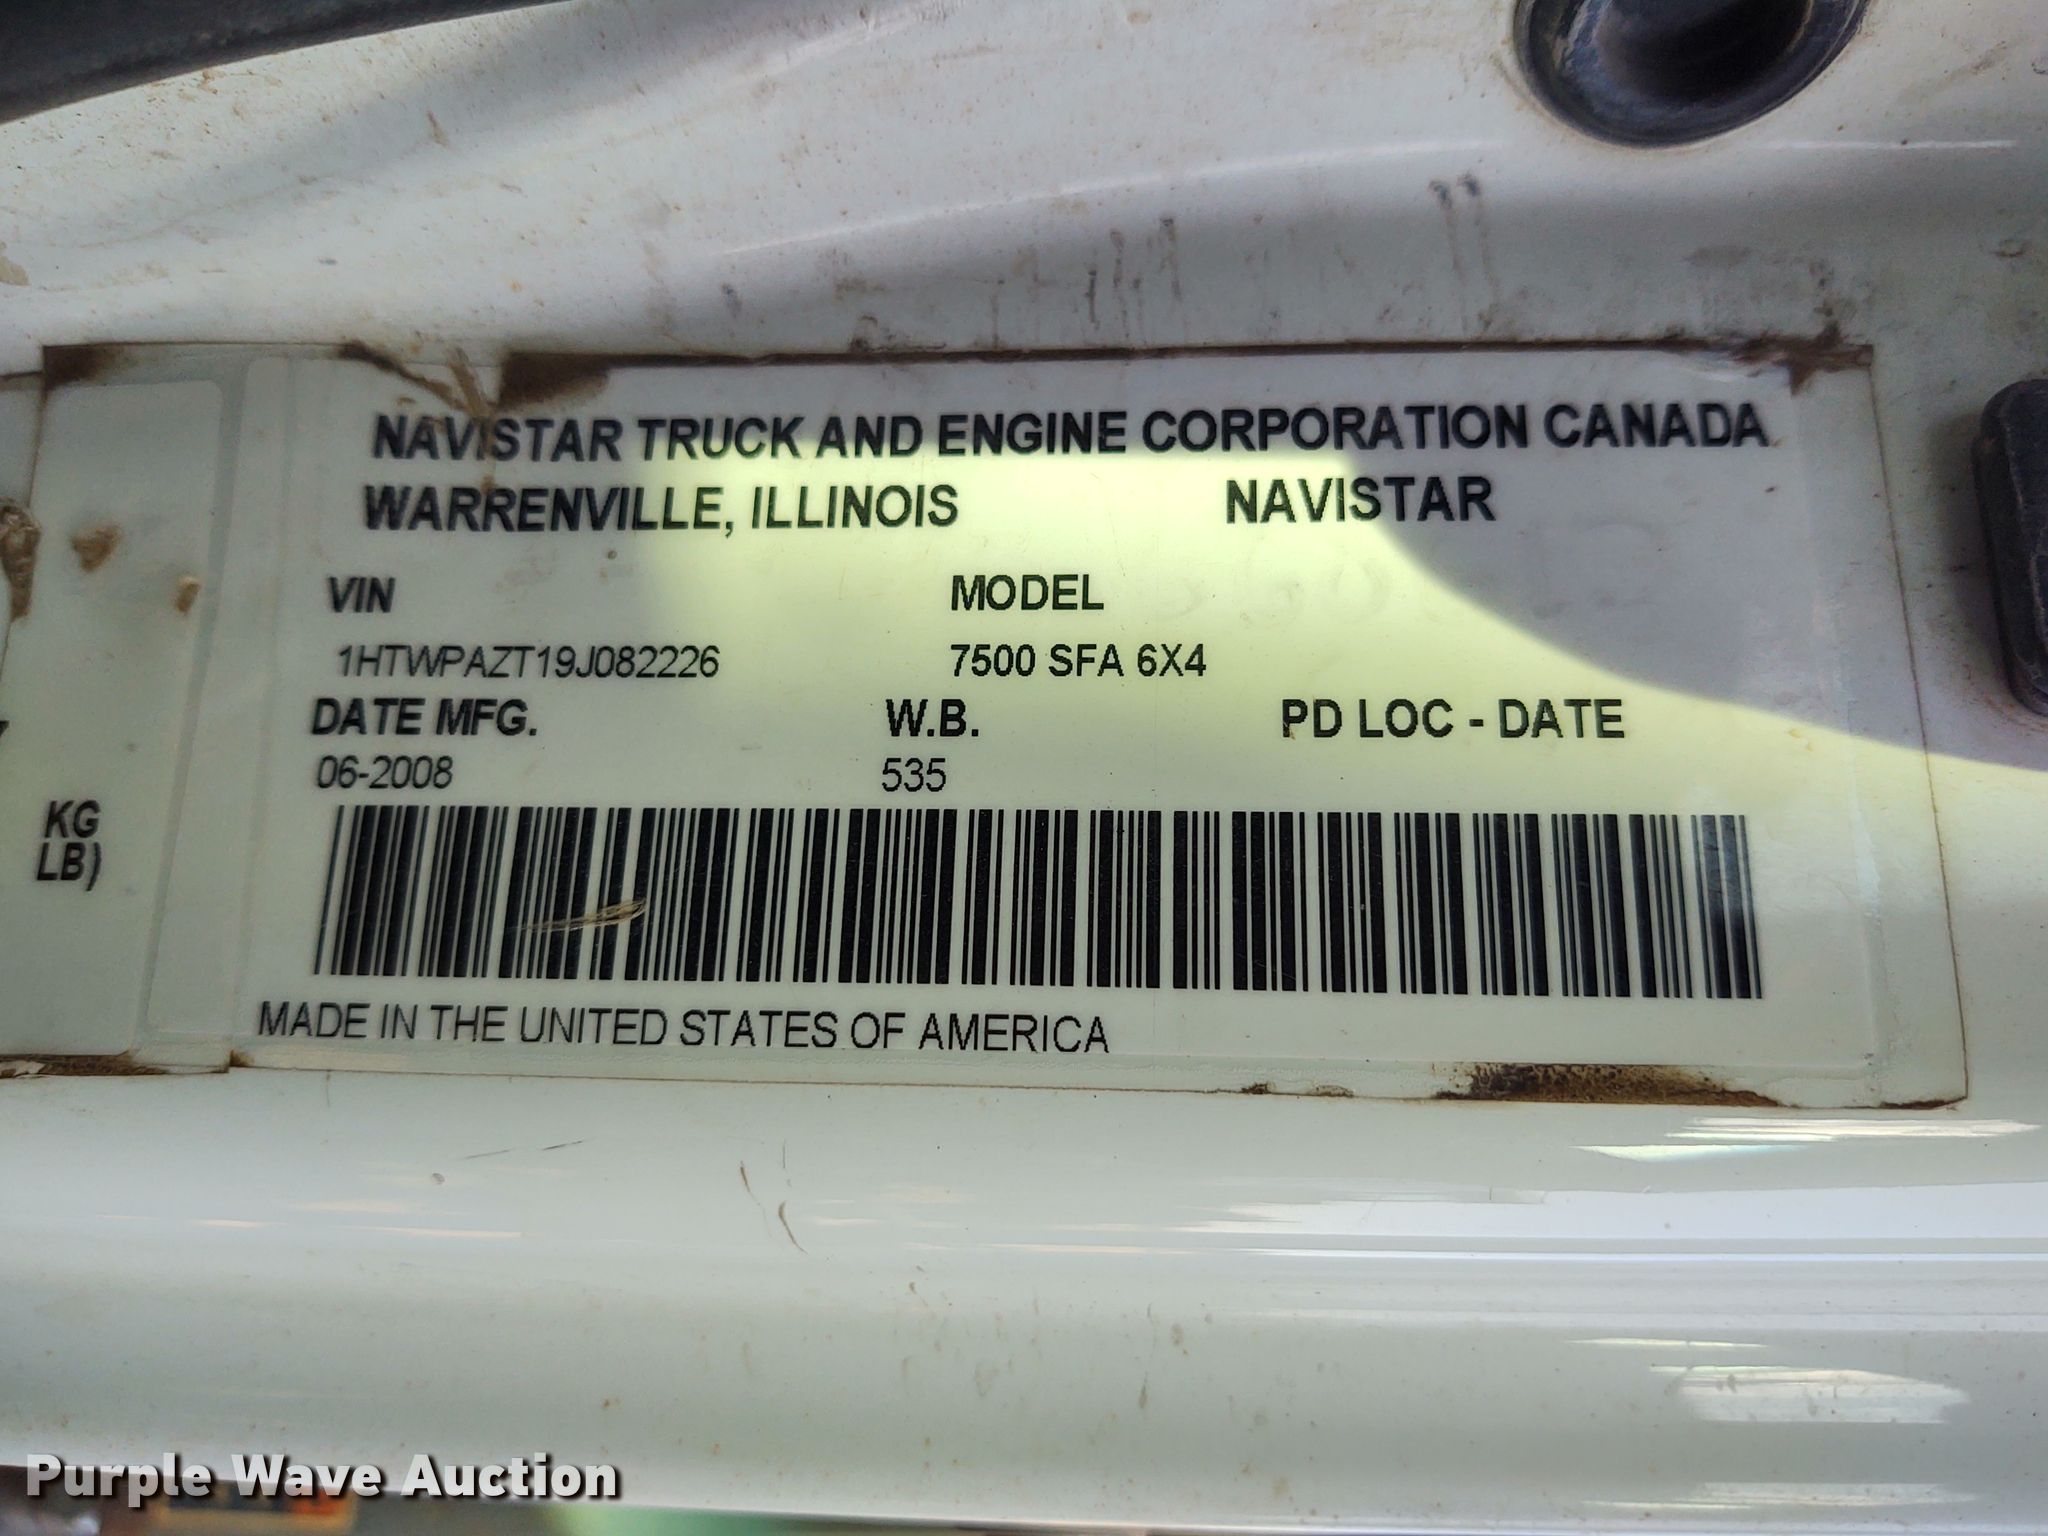 NAVISTAR TRUCK AND ENGINE CORPORATION CANADA
WARRENVILLE, ILLINOIS NAVISTAR
VIN MODEL
1HTWPAZT19J082226 7500 SFA 6X4
DATE MFG. W.B. PD LOC - DATE
06-2008 535
KG
LB)
MADE IN THE UNITED STATES OF AMERICA
Purple Wave Auction